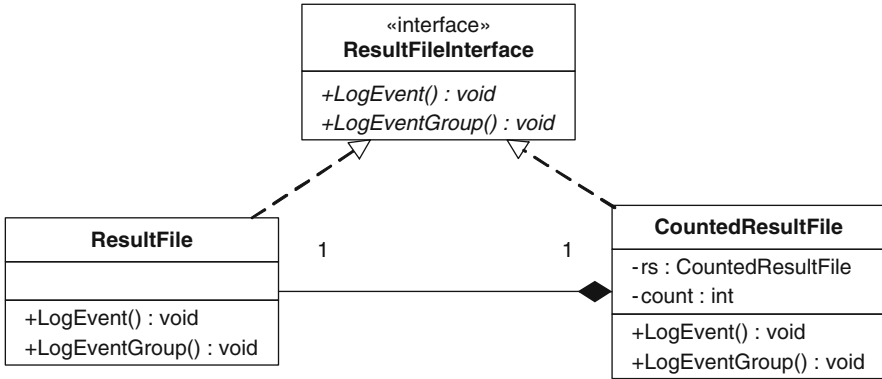 «interface»
ResultFileInterface
+LogEvent() : void
+LogEventGroup() : void
ResultFile
+LogEvent() : void
+LogEventGroup() : void
1
1
CountedResultFile
-rs : CountedResultFile
-count : int
+LogEvent() : void
+LogEventGroup() : void